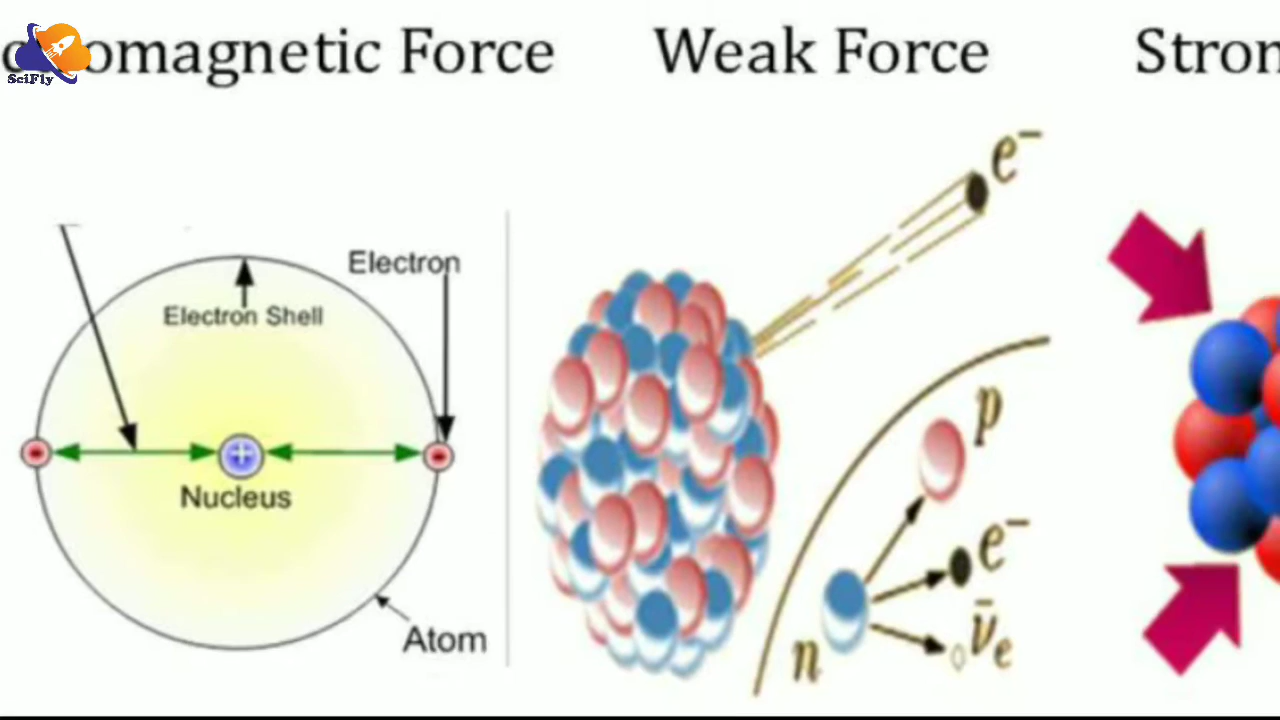 SciFly
omagnetic Force
Weak Force
Stron
Electron
Electron Shell
+
Nucleus
Atom
e⁻
p
e⁻
ν̄ₑ
n